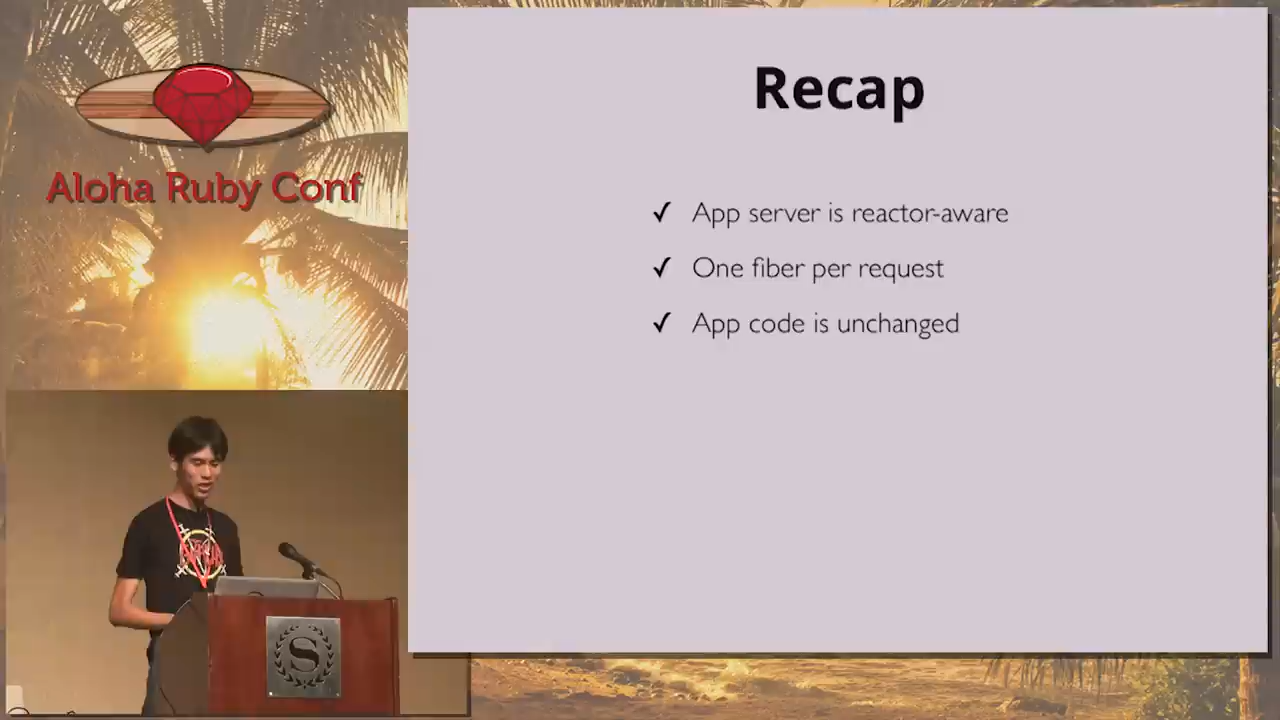 Aloha Ruby Conf
Recap
✓ App server is reactor-aware
✓ One fiber per request
✓ App code is unchanged
S